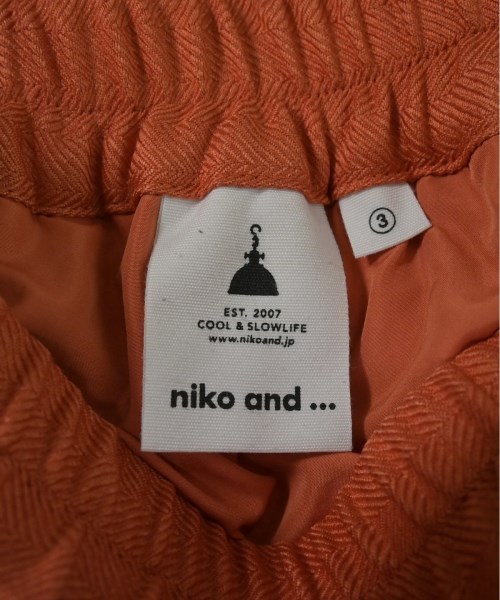 EST. 2007
COOL & SLOWLIFE
www.nikoand.jp
niko and ...
3